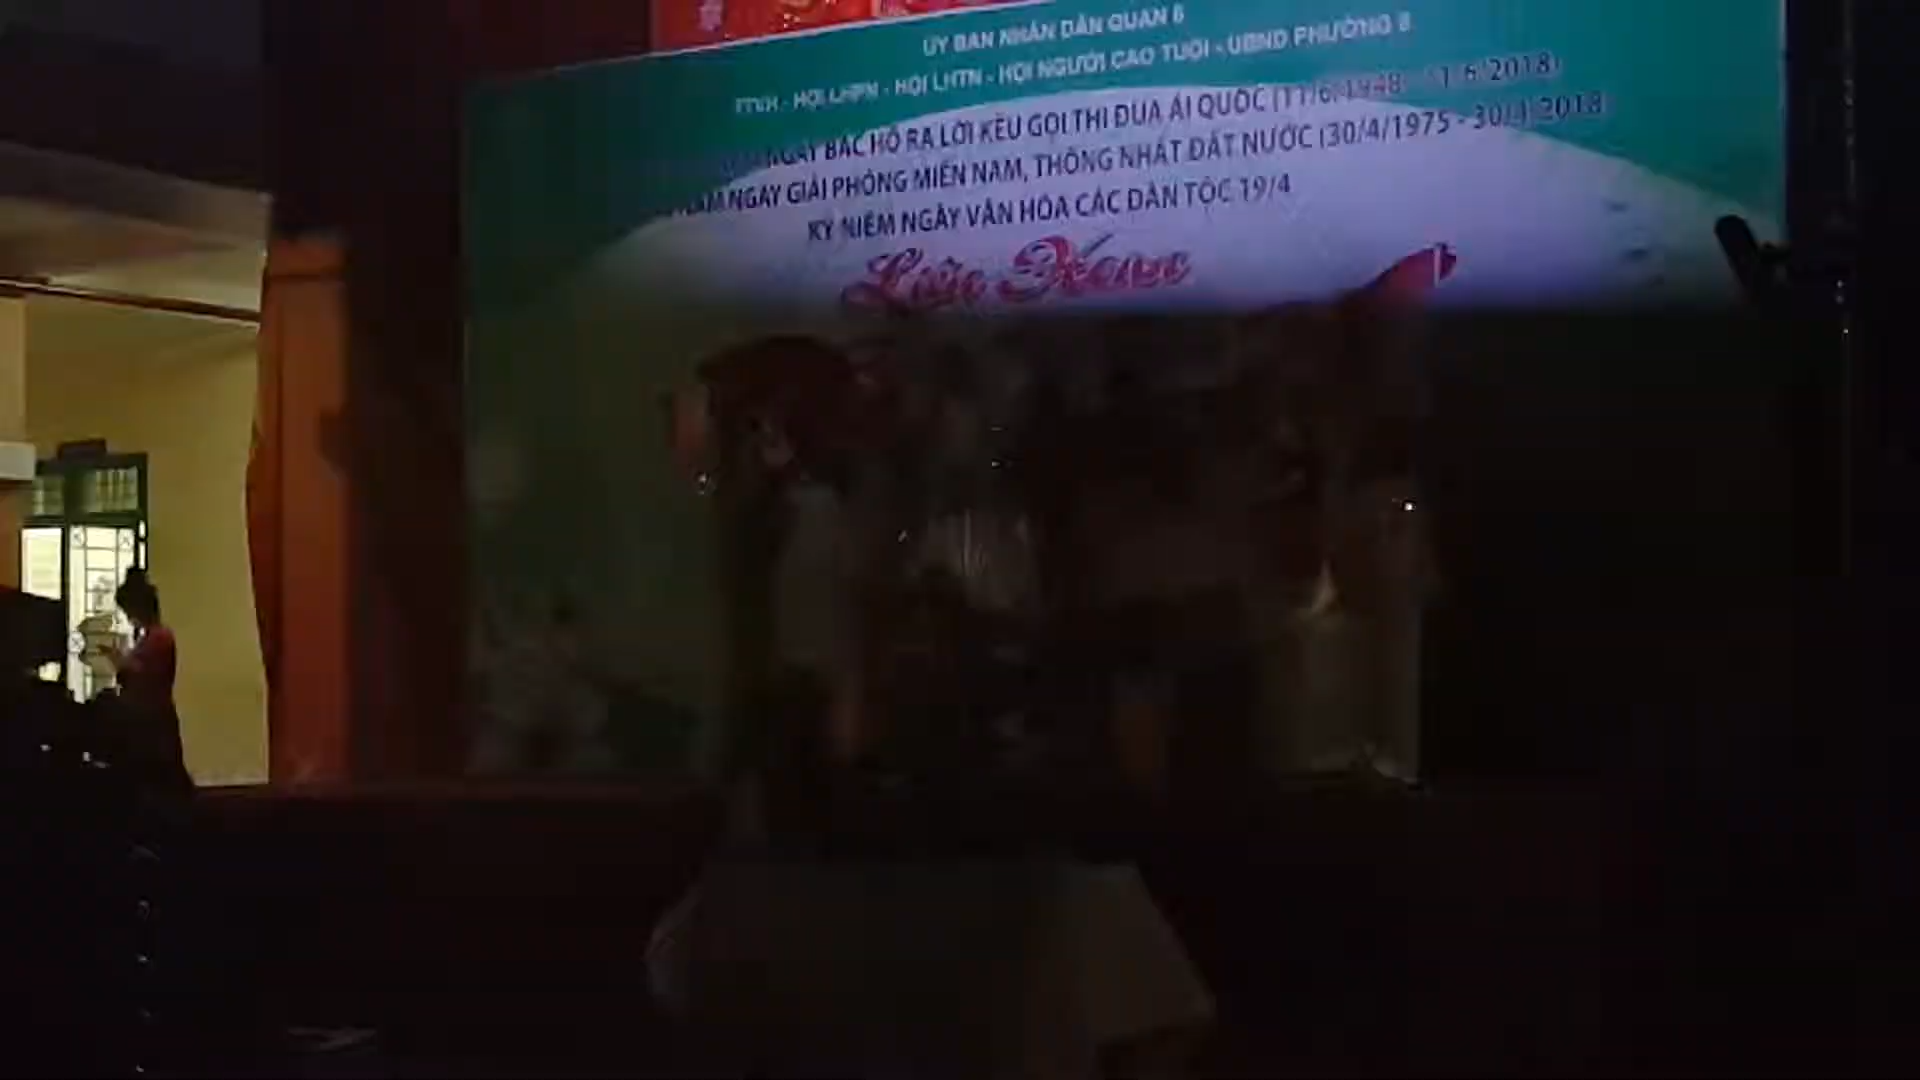 ỦY BAN NHÂN DÂN QUẬN 6
TTVH - HỘI LHPN - HỘI LHTN - HỘI NGƯỜI CAO TUỔI - UBND PHƯỜNG 8
NGÀY BÁC HỒ RA LỜI KÊU GỌI THI ĐUA ÁI QUỐC (11/6/1948 - 11/6/2018)
NĂM NGÀY GIẢI PHÓNG MIỀN NAM, THỐNG NHẤT ĐẤT NƯỚC (30/4/1975 - 30/4/2018)
KỶ NIỆM NGÀY VĂN HÓA CÁC DÂN TỘC 19/4